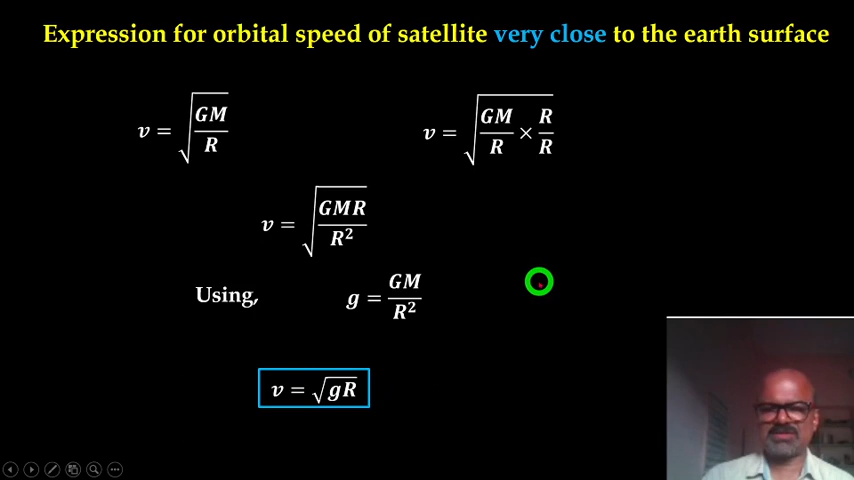 Expression for orbital speed of satellite very close to the earth surface
v = √(GM/R) v = √(GM/R × R/R)
v = √(GMR/R²)
Using, g = GM/R²
v = √gR